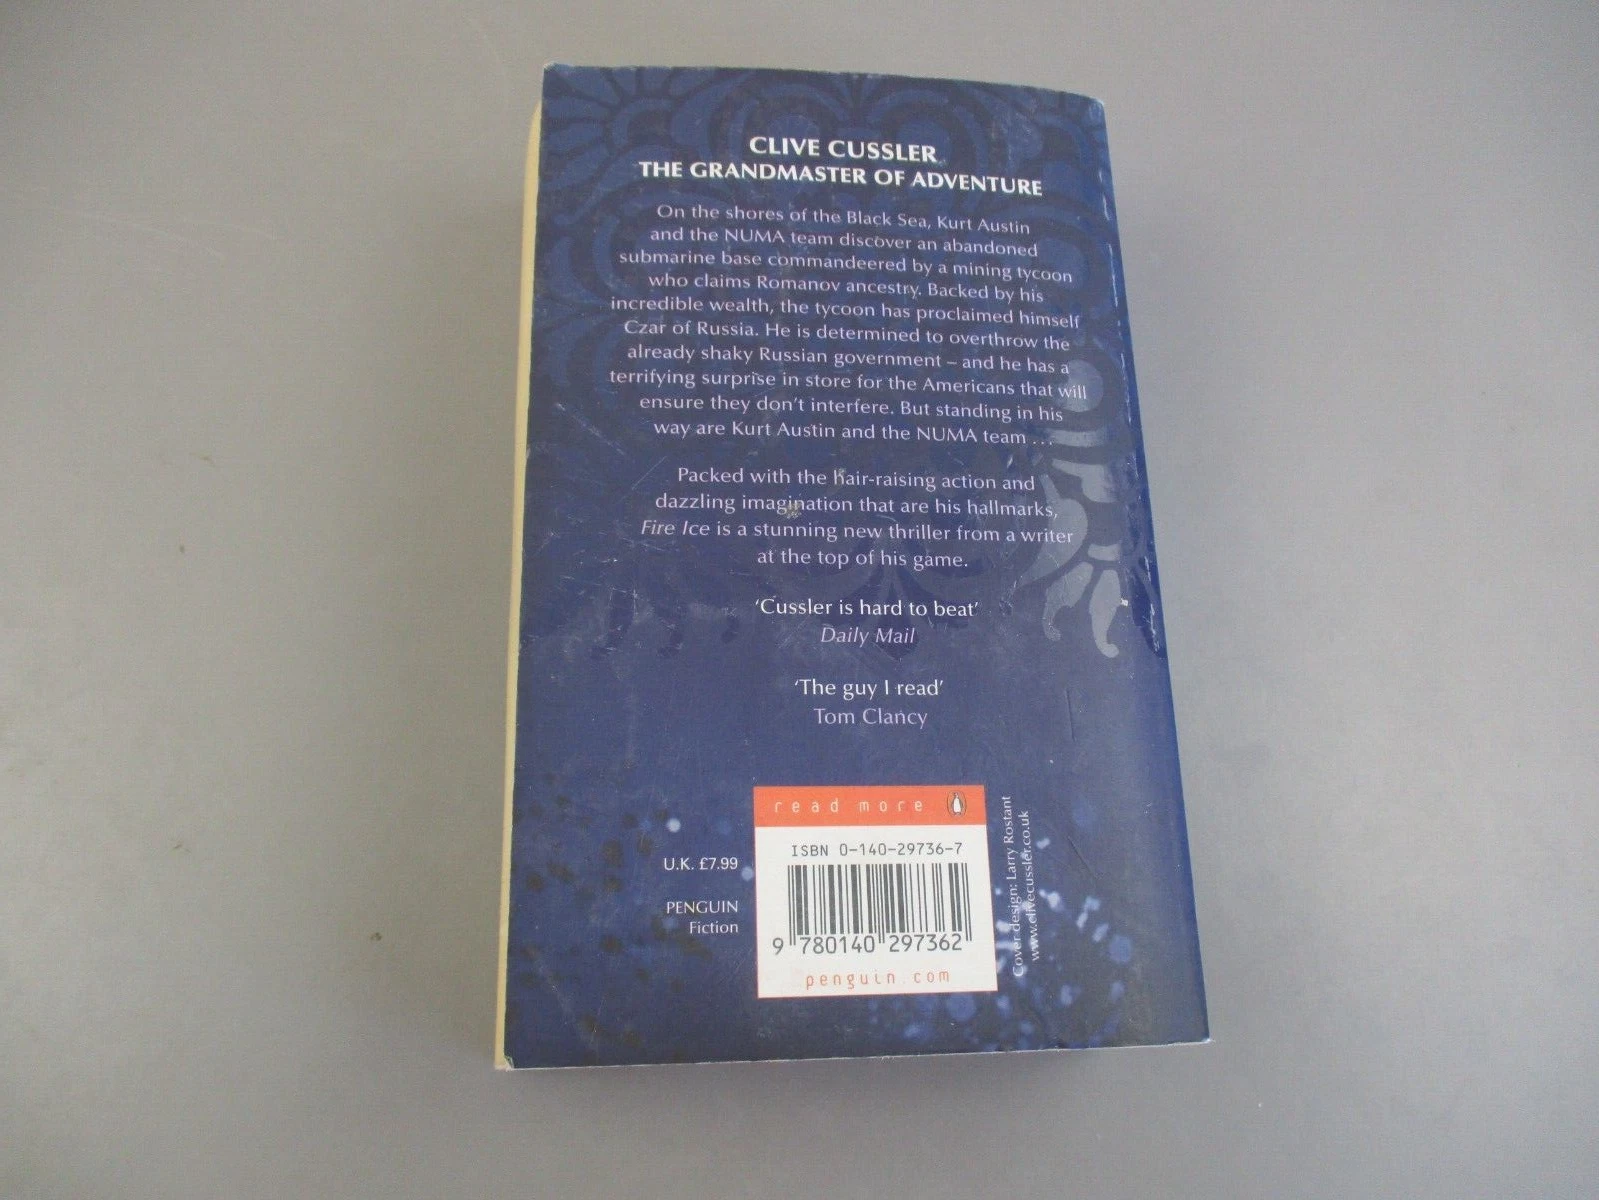 CLIVE CUSSLER
THE GRANDMASTER OF ADVENTURE
On the shores of the Black Sea, Kurt Austin
and the NUMA team discover an abandoned
submarine base commandeered by a mining tycoon
who claims Romanov ancestry. Backed by his
incredible wealth, the tycoon has proclaimed himself
Czar of Russia. He is determined to overthrow the
already shaky Russian government – and he has a
terrifying surprise in store for the Americans that will
ensure they don't interfere. But standing in his
way are Kurt Austin and the NUMA team ...
Packed with the hair-raising action and
dazzling imagination that are his hallmarks,
Fire Ice is a stunning new thriller from a writer
at the top of his game.
'Cussler is hard to beat'
Daily Mail
'The guy I read'
Tom Clancy
read more
ISBN 0-140-29736-7
9 780140 297362
penguin.com
U.K. £7.99
PENGUIN
Fiction
Cover design: Larry Rostant
www.clivecussler.co.uk